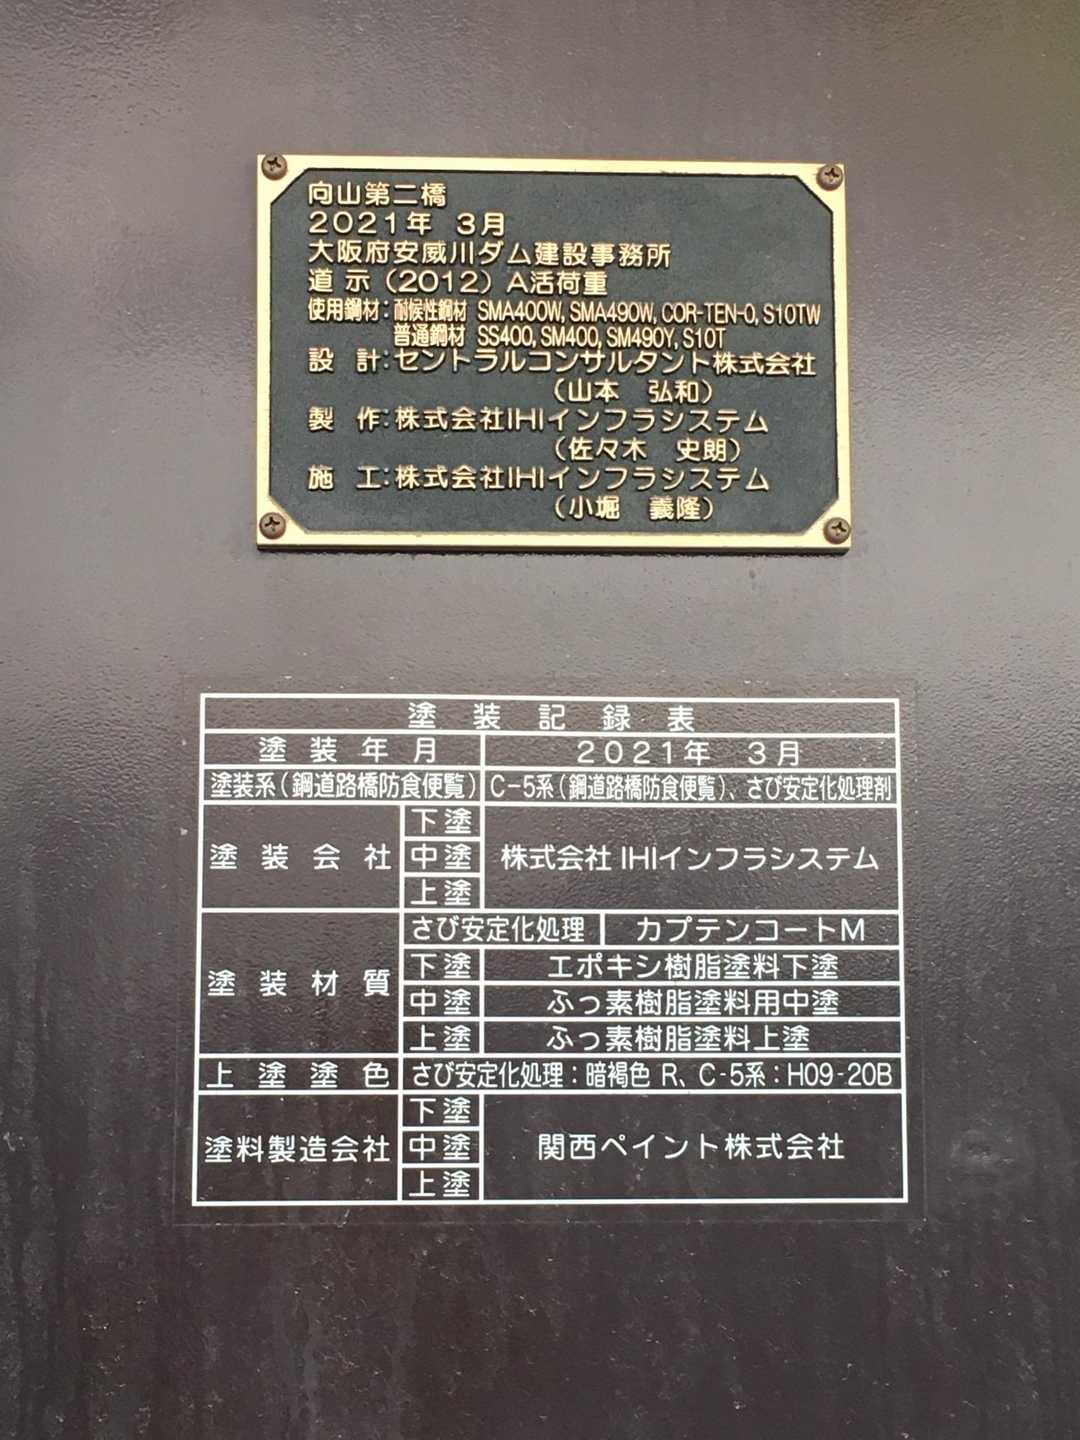 向山第二橋
2021年 3月
大阪府安威川ダム建設事務所
道 示(2012)A活荷重
使用鋼材:耐候性鋼材 SMA400W, SMA490W, COR-TEN-O, S10TW
普通鋼材 SS400, SM400, SM490Y, S10T
設 計:セントラルコンサルタント株式会社
(山本 弘和)
製 作:株式会社IHIインフラシステム
(佐々木 史朗)
施 工:株式会社IHIインフラシステム
(小堀 義隆)
塗装記録表
塗装年月 2021年 3月
塗装系(鋼道路橋防食便覧) C-5系(鋼道路橋防食便覧)、さび安定化処理剤
塗装会社 下塗 中塗 上塗 株式会社IHIインフラシステム
塗装材質 さび安定化処理 カプテンコートM
下塗 エポキシ樹脂塗料下塗
中塗 ふっ素樹脂塗料用中塗
上塗 ふっ素樹脂塗料上塗
上塗塗色 さび安定化処理:暗褐色 R、C-5系:H09-20B
塗料製造会社 下塗 中塗 上塗 関西ペイント株式会社